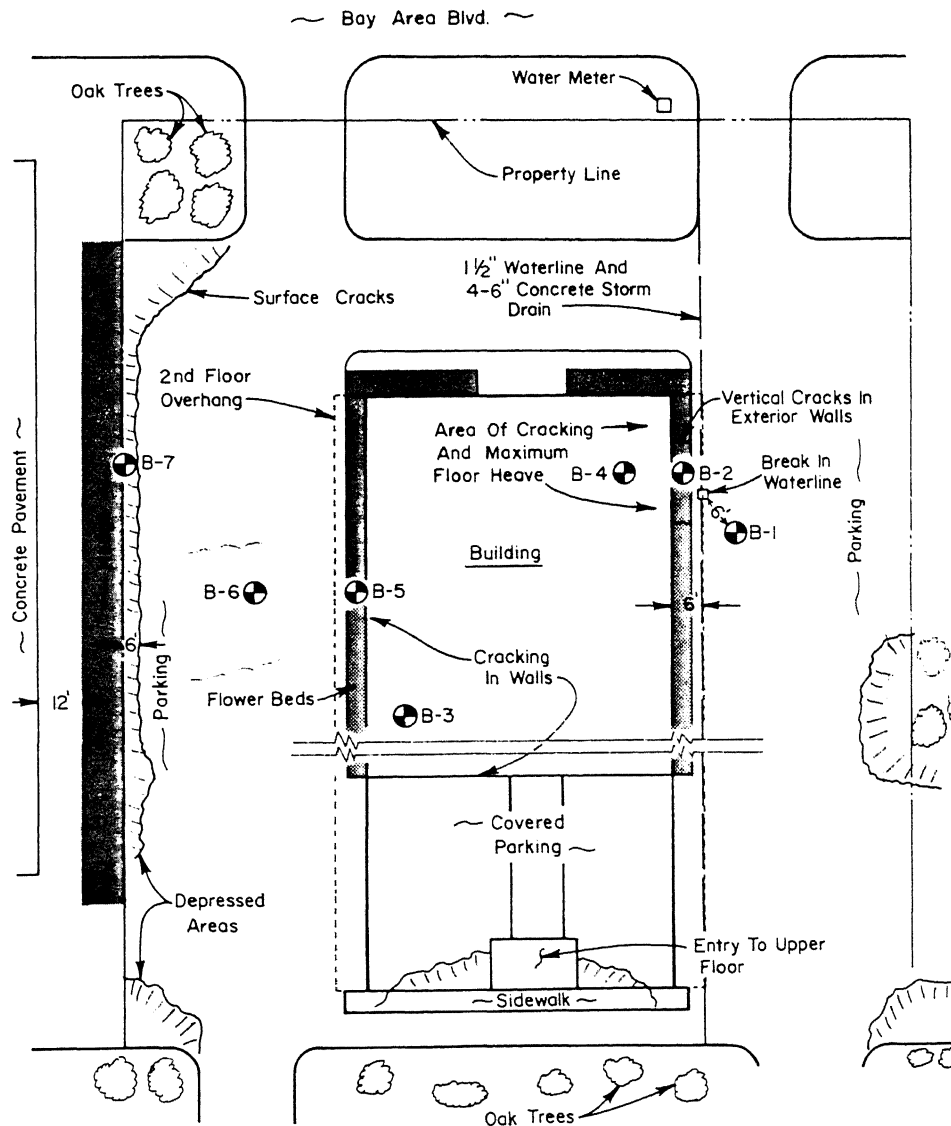 ~ Bay Area Blvd. ~
Water Meter
Oak Trees
Property Line
1 1/2" Waterline And
4-6" Concrete Storm
Drain
Surface Cracks
2nd Floor
Overhang
Vertical Cracks In
Exterior Walls
Area Of Cracking
And Maximum
Floor Heave
B-7
B-4
B-2
Break In
Waterline
6'
B-1
~ Concrete Pavement ~
~ Parking ~
Building
B-6
B-5
6'
6'
~ Parking ~
Cracking
In Walls
12'
Flower Beds
B-3
~ Covered
Parking ~
Depressed
Areas
Entry To Upper
Floor
~ Sidewalk ~
Oak Trees